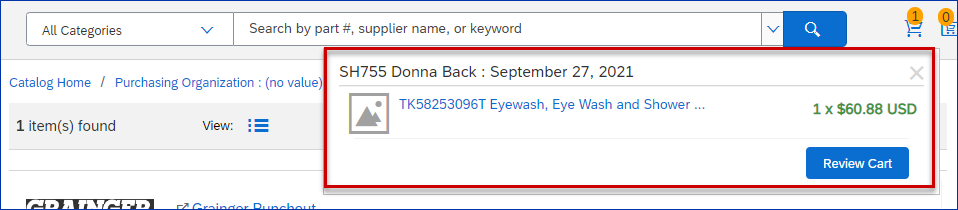 All Categories
Search by part #, supplier name, or keyword
1
0
SH755 Donna Back : September 27, 2021
Catalog Home / Purchasing Organization : (no value)
TK58253096T Eyewash, Eye Wash and Shower ...
1 x $60.88 USD
1 item(s) found
View:
Review Cart
GRAINGER
Grainger Punchout